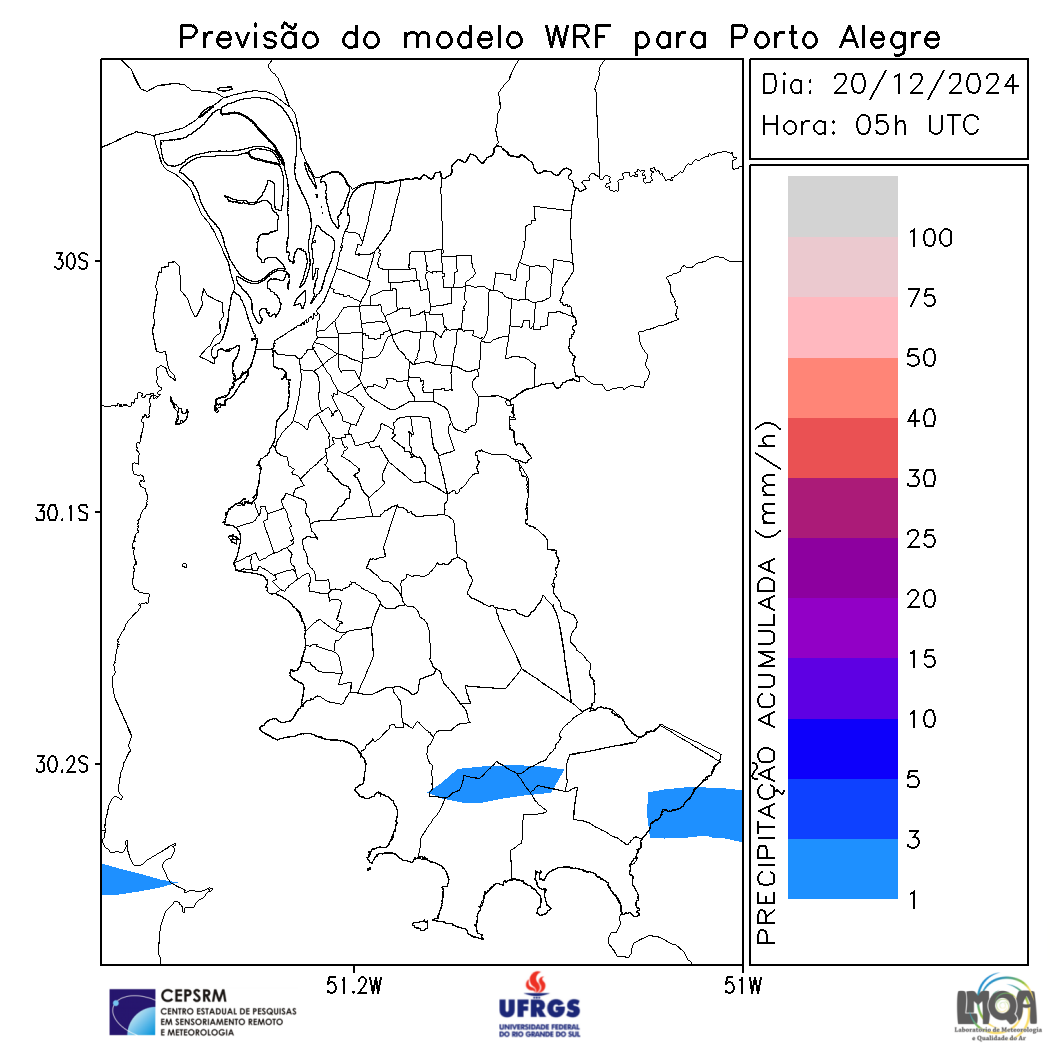 Previsão do modelo WRF para Porto Alegre
Dia: 20/12/2024
Hora: 05h UTC
30S
30.1S
30.2S
51.2W
51W
PRECIPITAÇÃO ACUMULADA (mm/h)
100
75
50
40
30
25
20
15
10
5
3
1
CEPSRM
CENTRO ESTADUAL DE PESQUISAS
EM SENSORIAMENTO REMOTO
E METEOROLOGIA
UFRGS
UNIVERSIDADE FEDERAL
DO RIO GRANDE DO SUL
LMQA
Laboratório de Meteorologia
e Qualidade do Ar